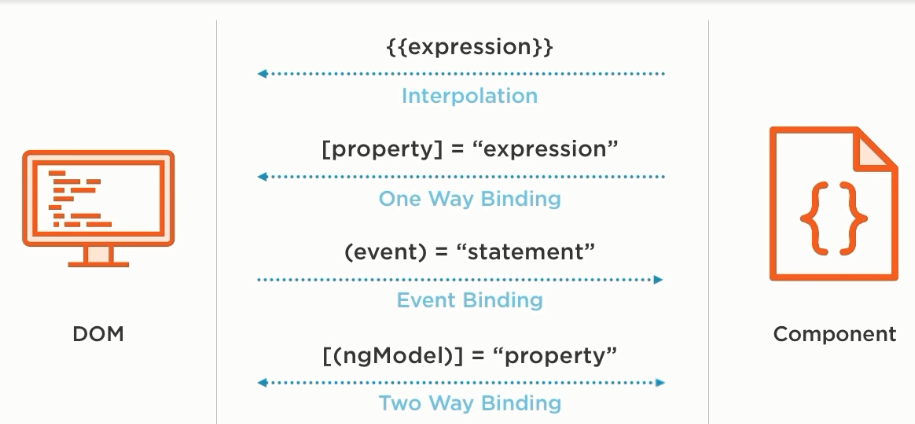 {{expression}}
Interpolation
[property] = “expression”
One Way Binding
(event) = “statement”
Event Binding
[(ngModel)] = “property”
Two Way Binding
DOM
{ }
Component